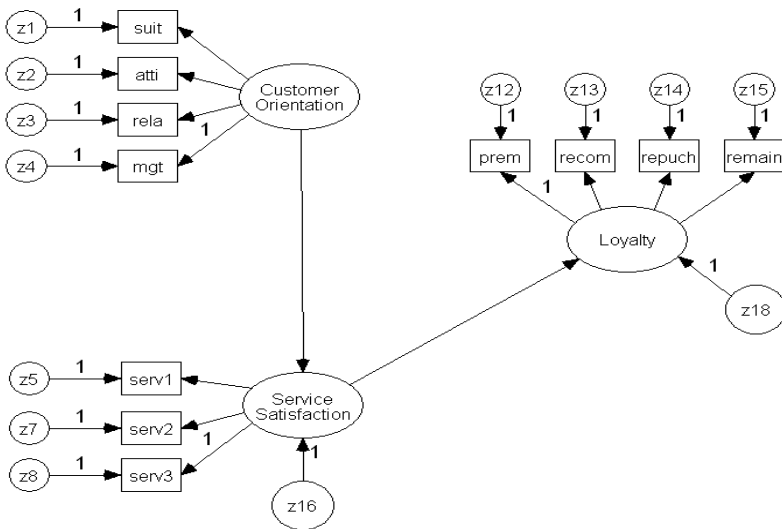 z1
1
suit
z2
1
atti
z3
1
rela
z4
1
mgt
1
Customer
Orientation
z12
z13
z14
z15
1
1
1
1
prem
recom
repuch
remain
1
Loyalty
1
z18
z5
1
serv1
z7
1
serv2
z8
1
serv3
1
Service
Satisfaction
1
z16